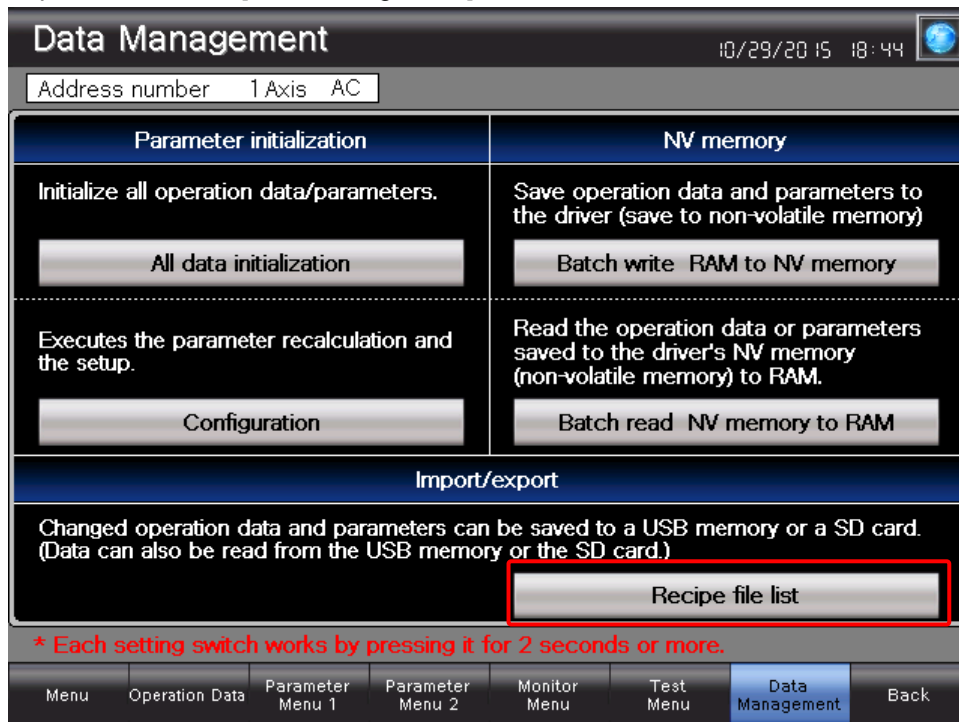 Data Management
10/29/2015 18:44
Address number 1 Axis AC
Parameter initialization
NV memory
Initialize all operation data/parameters.
All data initialization
Save operation data and parameters to
the driver (save to non-volatile memory)
Batch write RAM to NV memory
Executes the parameter recalculation and
the setup.
Configuration
Read the operation data or parameters
saved to the driver's NV memory
(non-volatile memory) to RAM.
Batch read NV memory to RAM
Import/export
Changed operation data and parameters can be saved to a USB memory or a SD card.
(Data can also be read from the USB memory or the SD card.)
Recipe file list
* Each setting switch works by pressing it for 2 seconds or more.
Menu
Operation Data
Parameter
Menu 1
Parameter
Menu 2
Monitor
Menu
Test
Menu
Data
Management
Back